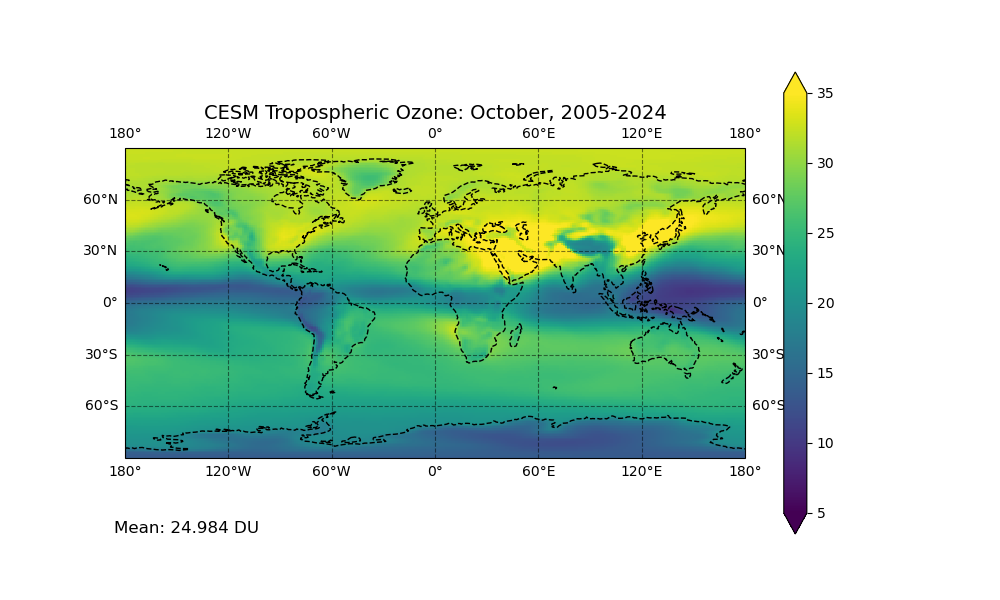 CESM Tropospheric Ozone: October, 2005-2024
180° 120°W 60°W 0° 60°E 120°E 180°
60°N 60°N
30°N 30°N
0° 0°
30°S 30°S
60°S 60°S
180° 120°W 60°W 0° 60°E 120°E 180°
35
30
25
20
15
10
5
Mean: 24.984 DU